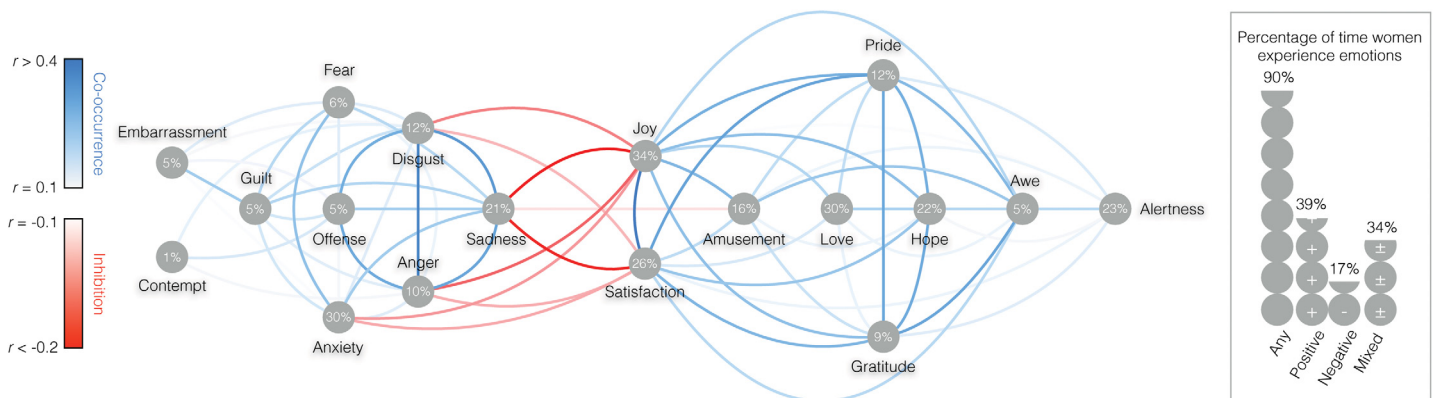 r > 0.4
Co-occurrence
r = 0.1
r = -0.1
Inhibition
r < -0.2
Embarrassment
5%
Contempt
1%
Guilt
5%
Fear
6%
Offense
5%
Anxiety
30%
12%
Disgust
Anger
10%
21%
Sadness
Joy
34%
26%
Satisfaction
16%
Amusement
30%
Love
Pride
12%
9%
Gratitude
22%
Hope
Awe
5%
23%
Alertness
Percentage of time women
experience emotions
90%
39%
17%
34%
+
+
+
+
-
±
±
±
Any
Positive
Negative
Mixed